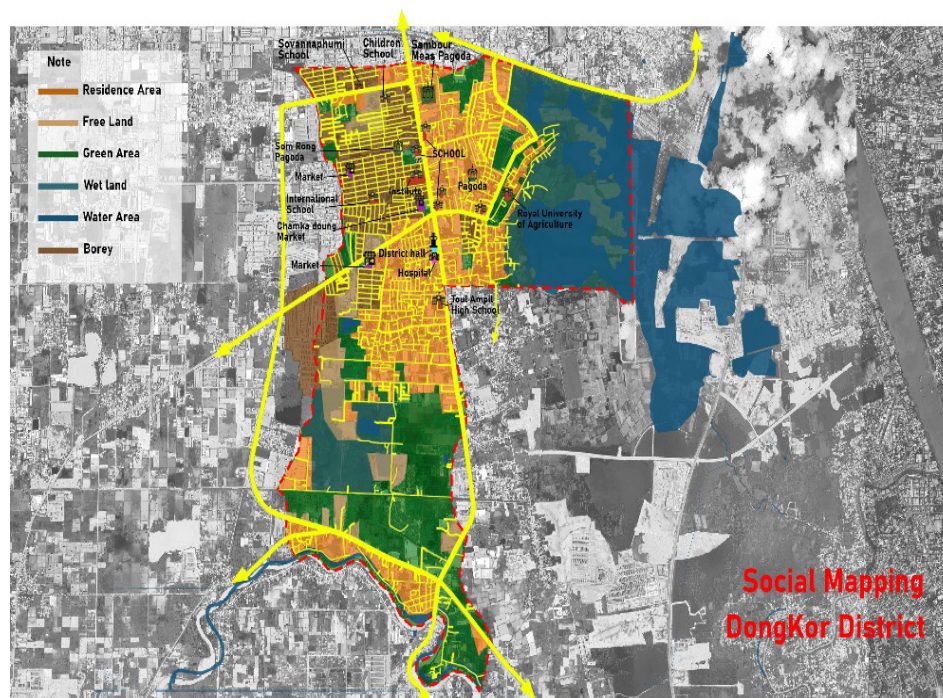 Note
Residence Area
Free Land
Green Area
Wet land
Water Area
Borey
Sovannaphumi
School
Children
School
Sambour
Meas Pagoda
Som Rong
Pagoda
SCHOOL
Market
Institute
Pagoda
International
School
Royal University
of Agriculture
Chamka doung
Market
District hall
Market
Hospital
Toul Ampil
High School
Social Mapping
DongKor District